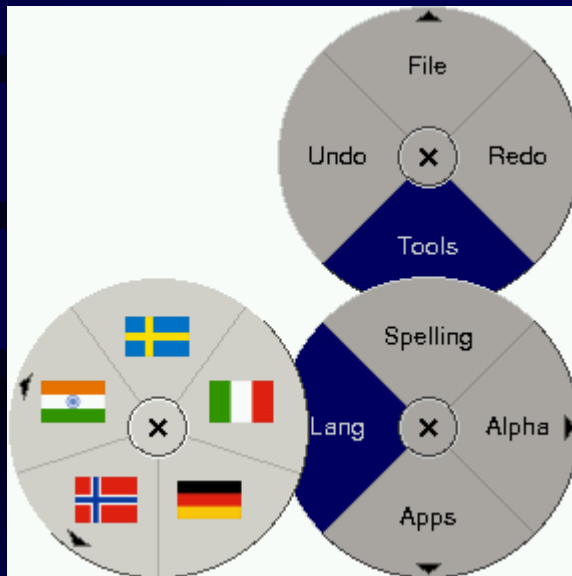 File
Undo
Redo
Tools
Spelling
Lang
Alpha
Apps